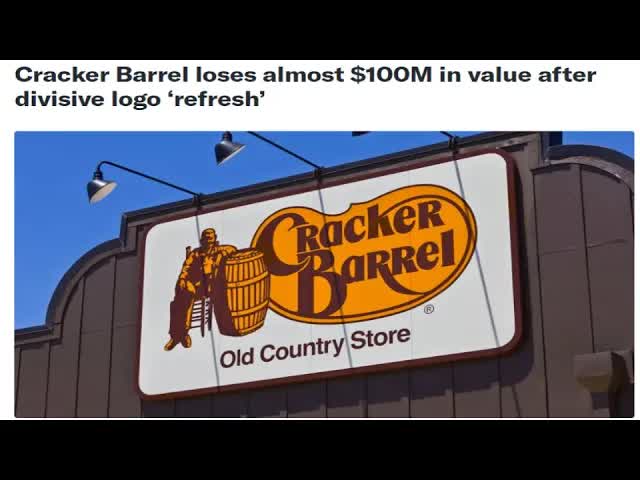 Cracker Barrel loses almost $100M in value after
divisive logo ‘refresh’
Cracker
Barrel
®
Old Country Store